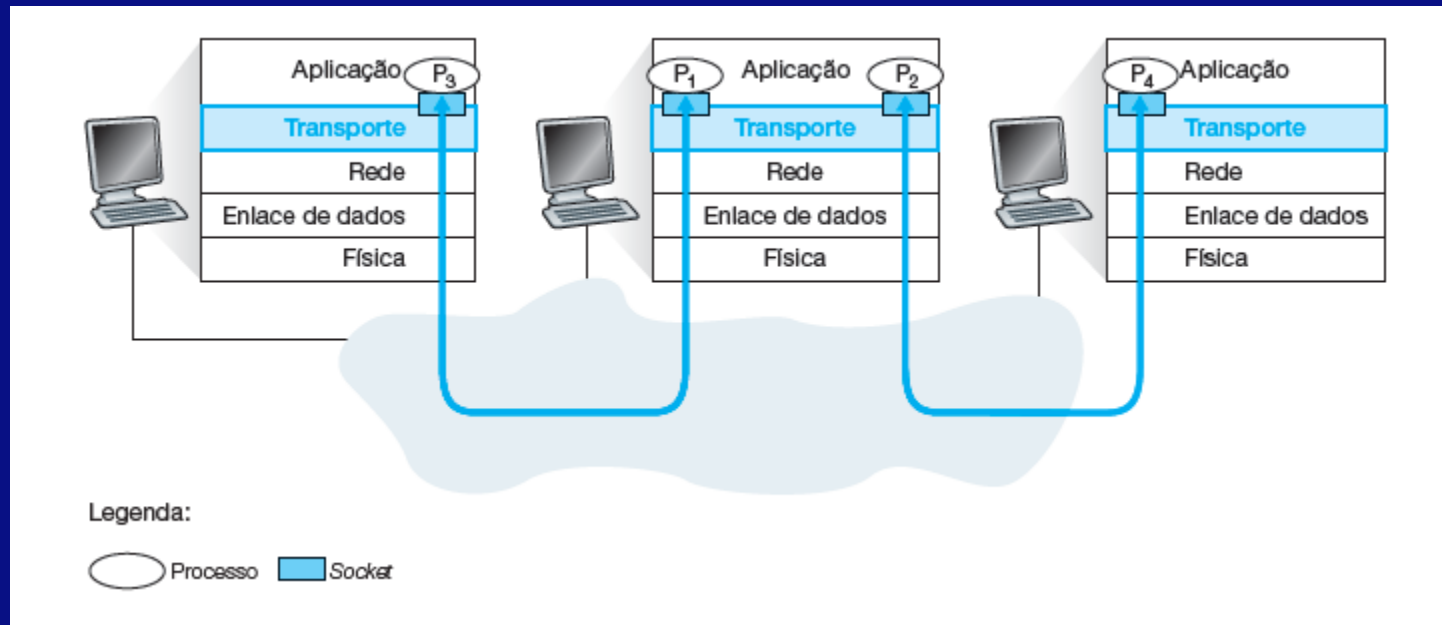 Aplicação P3
Transporte
Rede
Enlace de dados
Física
P1 Aplicação P2
Transporte
Rede
Enlace de dados
Física
P4 Aplicação
Transporte
Rede
Enlace de dados
Física
Legenda:
Processo Socket